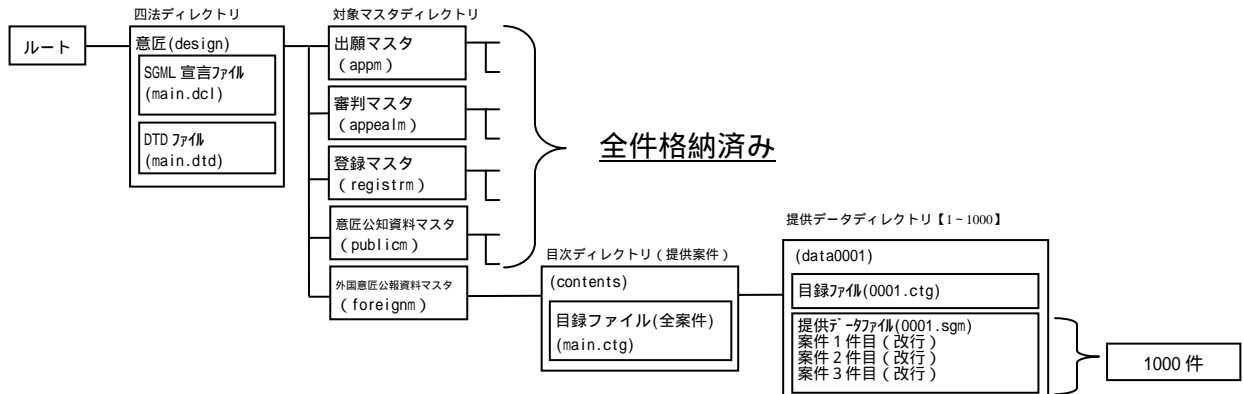 四法ディレクトリ
対象マスタディレクトリ
ルート
意匠(design)
SGML 宣言ファイル
(main.dcl)
DTD ファイル
(main.dtd)
出願マスタ
(appm)
審判マスタ
(appealm)
登録マスタ
(registrm)
意匠公知資料マスタ
(publicm)
外国意匠公報資料マスタ
(foreignm)
全件格納済み
目次ディレクトリ(提供案件)
(contents)
目録ファイル(全案件)
(main.ctg)
提供データディレクトリ【1~1000】
(data0001)
目録ファイル(0001.ctg)
提供データファイル(0001.sgm)
案件1件目(改行)
案件2件目(改行)
案件3件目(改行)
1000 件